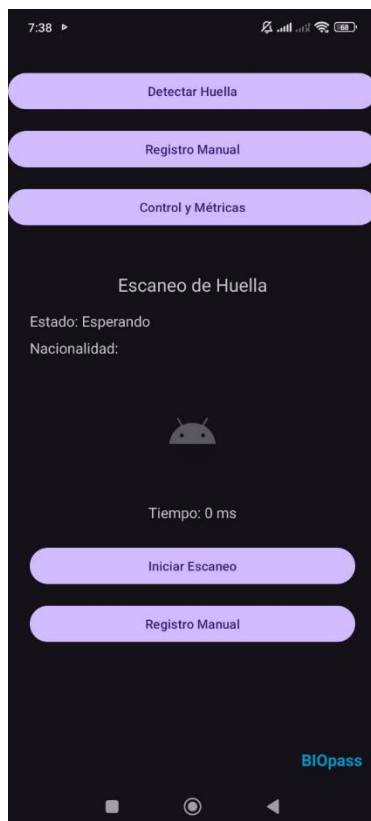 7:38
68
Detectar Huella
Registro Manual
Control y Métricas
Escaneo de Huella
Estado: Esperando
Nacionalidad:
Tiempo: 0 ms
Iniciar Escaneo
Registro Manual
BIOpass